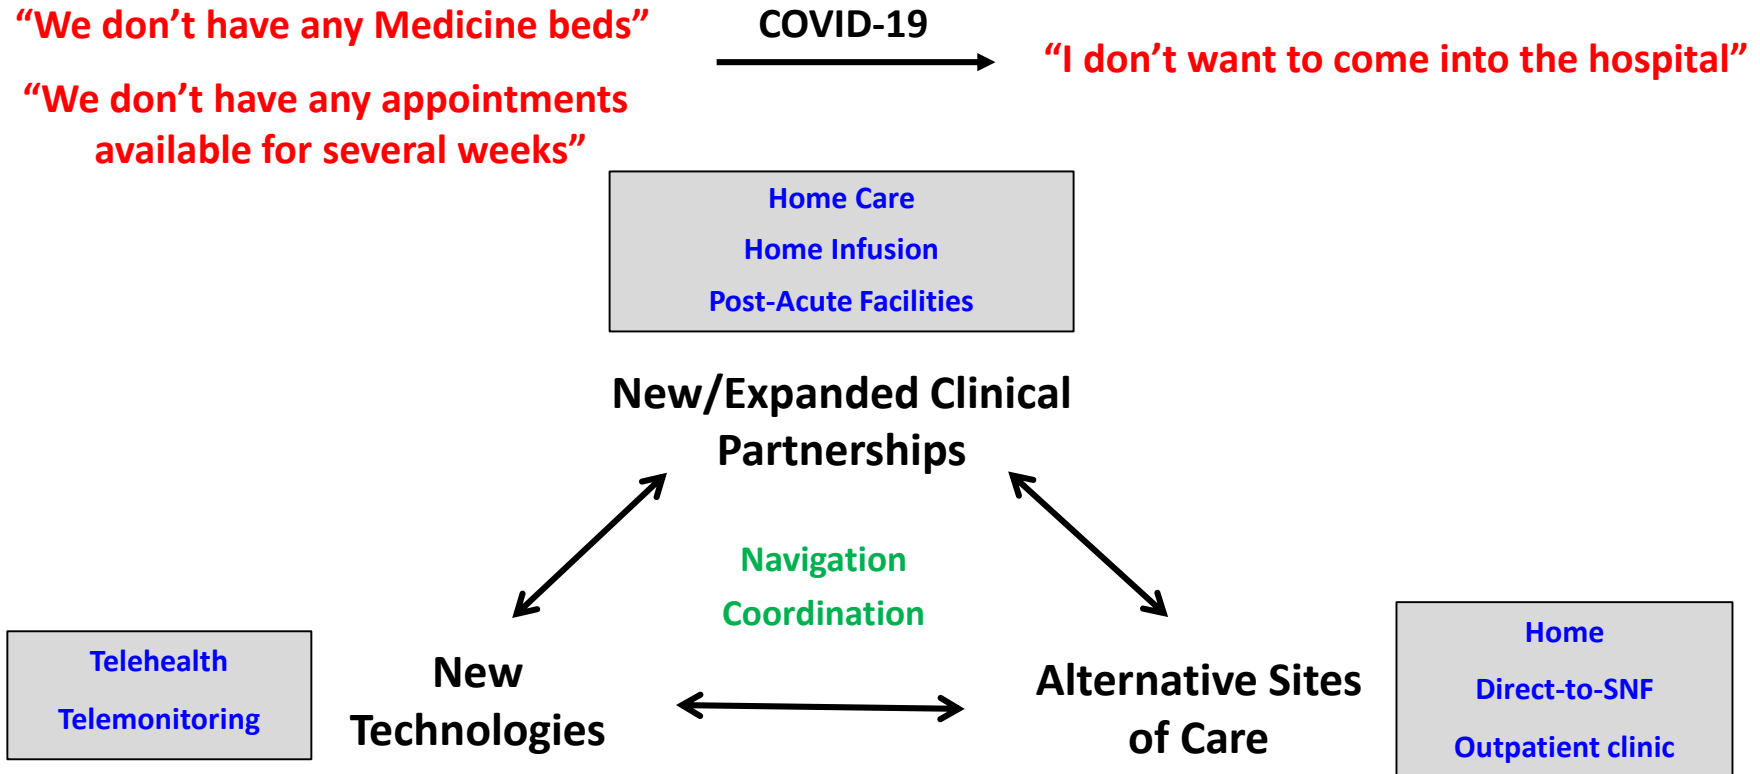 “We don’t have any Medicine beds”
“We don’t have any appointments
available for several weeks”
COVID-19
“I don’t want to come into the hospital”
Home Care
Home Infusion
Post-Acute Facilities
New/Expanded Clinical
Partnerships
Navigation
Coordination
Telehealth
Telemonitoring
New
Technologies
Alternative Sites
of Care
Home
Direct-to-SNF
Outpatient clinic